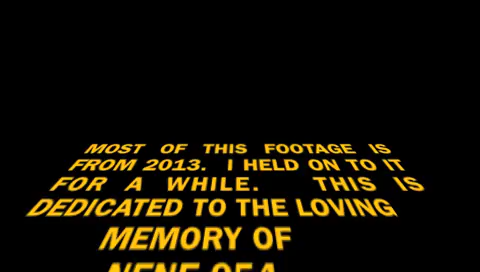 MOST OF THIS FOOTAGE IS
FROM 2013. I HELD ON TO IT
FOR A WHILE. THIS IS
DEDICATED TO THE LOVING
MEMORY OF